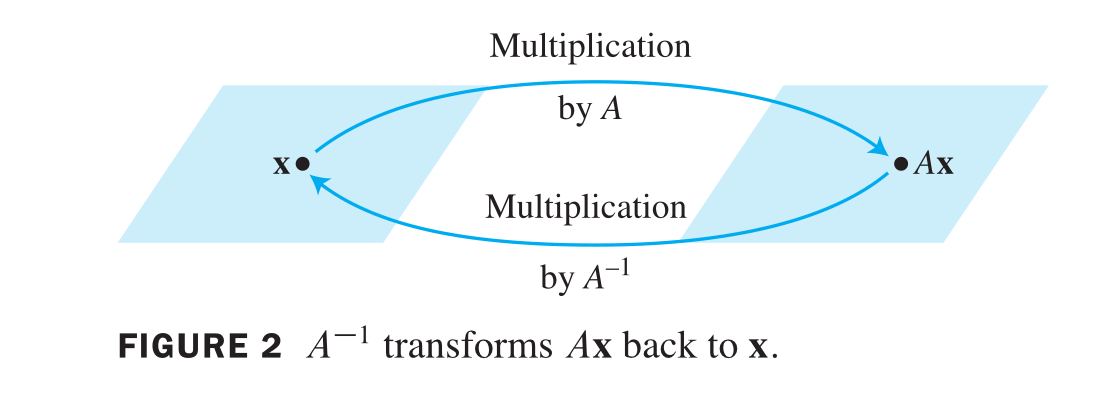 Multiplication
by A
x
Ax
Multiplication
by A⁻¹
FIGURE 2 A⁻¹ transforms Ax back to x.